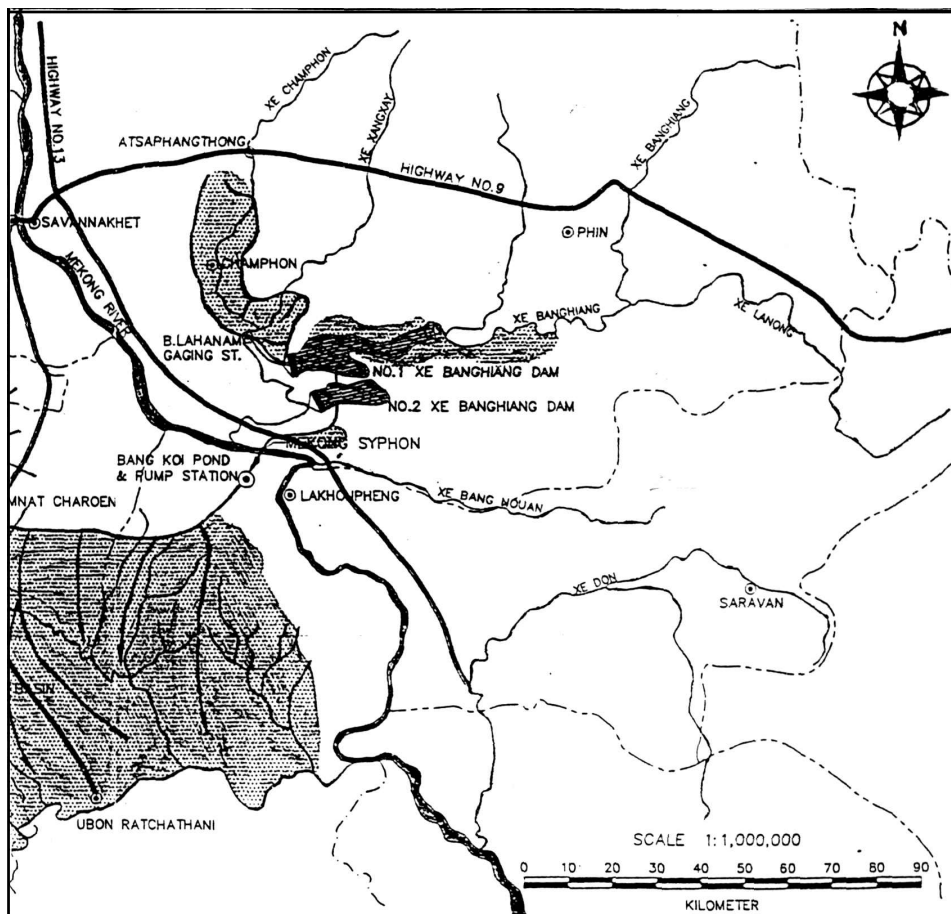 N
HIGHWAY NO.13
XE CHAMPHON
XE XANGXAY
XE BANGHIANG
ATSAPHANGTHONG
HIGHWAY NO.9
SAVANNAKHET
PHIN
MEKONG RIVER
CHAMPHON
XE BANGHIANG
XE LANONG
B.LAHANAM
GAGING ST.
NO.1 XE BANGHIANG DAM
NO.2 XE BANGHIANG DAM
MEKONG SYPHON
BANG KOI POND
& PUMP STATION
LAKHOUPHENG
XE BANG NOUAN
MNAT CHAROEN
XE DON
SARAVAN
BASIN
UBON RATCHATHANI
SCALE 1:1,000,000
0 10 20 30 40 50 60 70 80 90
KILOMETER